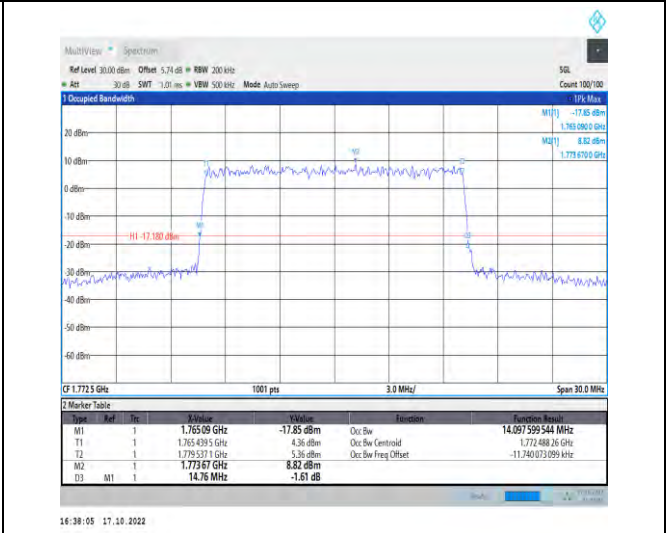 MultiView Spectrum
Ref Level 30.00 dBm Offset 5.74 dB RBW 200 kHz SGL
Att 30 dB SWT 1.01 ms VBW 500 kHz Mode Auto Sweep Count 100/100
1 Occupied Bandwidth 1Pk Max
M1[1] -17.85 dBm
1.765 090 0 GHz
M2[1] 8.82 dBm
1.773 670 0 GHz
20 dBm
M2
10 dBm
0 dBm
-10 dBm
M1
H1 -17.180 dBm
-20 dBm
-30 dBm
-40 dBm
-50 dBm
-60 dBm
CF 1.772 5 GHz 1001 pts 3.0 MHz/ Span 30.0 MHz
2 Marker Table
Type Ref Trc X-Value Y-Value Function Function Result
M1 1 1.765 09 GHz -17.85 dBm Occ Bw 14.097 599 544 MHz
T1 1 1.765 439 5 GHz 4.36 dBm Occ Bw Centroid 1.772 488 26 GHz
T2 1 1.779 537 1 GHz 5.36 dBm Occ Bw Freq Offset -11.740 073 099 kHz
M2 1 1.773 67 GHz 8.82 dBm
D3 M1 1 14.76 MHz -1.61 dB
16:38:05 17.10.2022